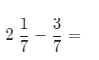 2 1/7 − 3/7 =